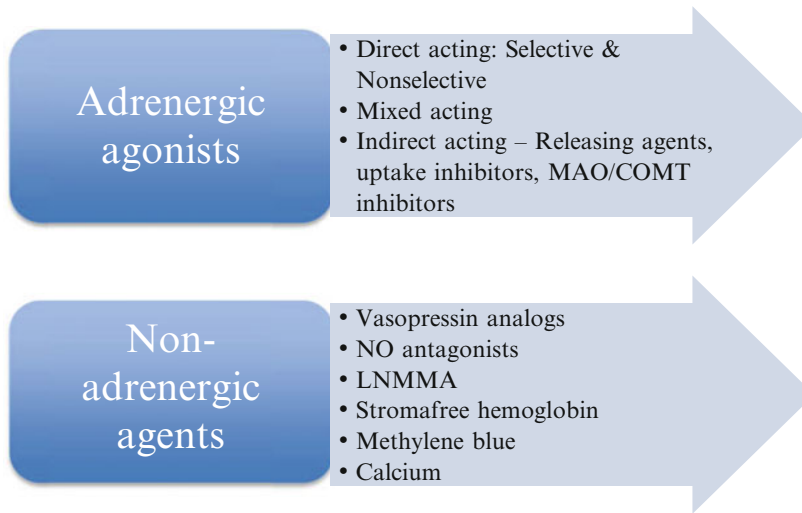 Adrenergic
agonists
• Direct acting: Selective &
Nonselective
• Mixed acting
• Indirect acting – Releasing agents,
uptake inhibitors, MAO/COMT
inhibitors
Non-
adrenergic
agents
• Vasopressin analogs
• NO antagonists
• LNMMA
• Stromafree hemoglobin
• Methylene blue
• Calcium